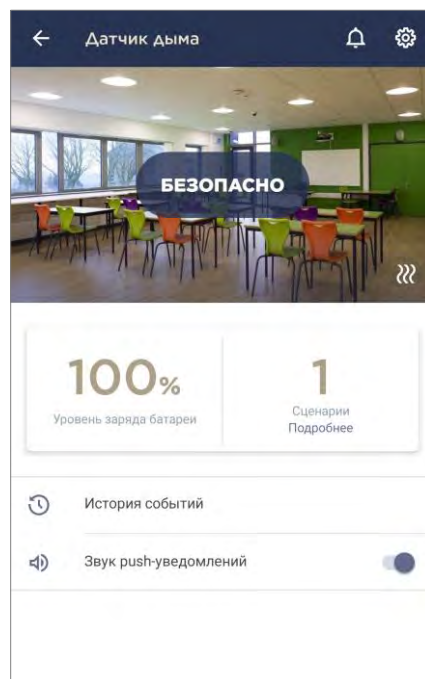 Датчик дыма
БЕЗОПАСНО
100%
Уровень заряда батареи
1
Сценарии
Подробнее
История событий
Звук push-уведомлений